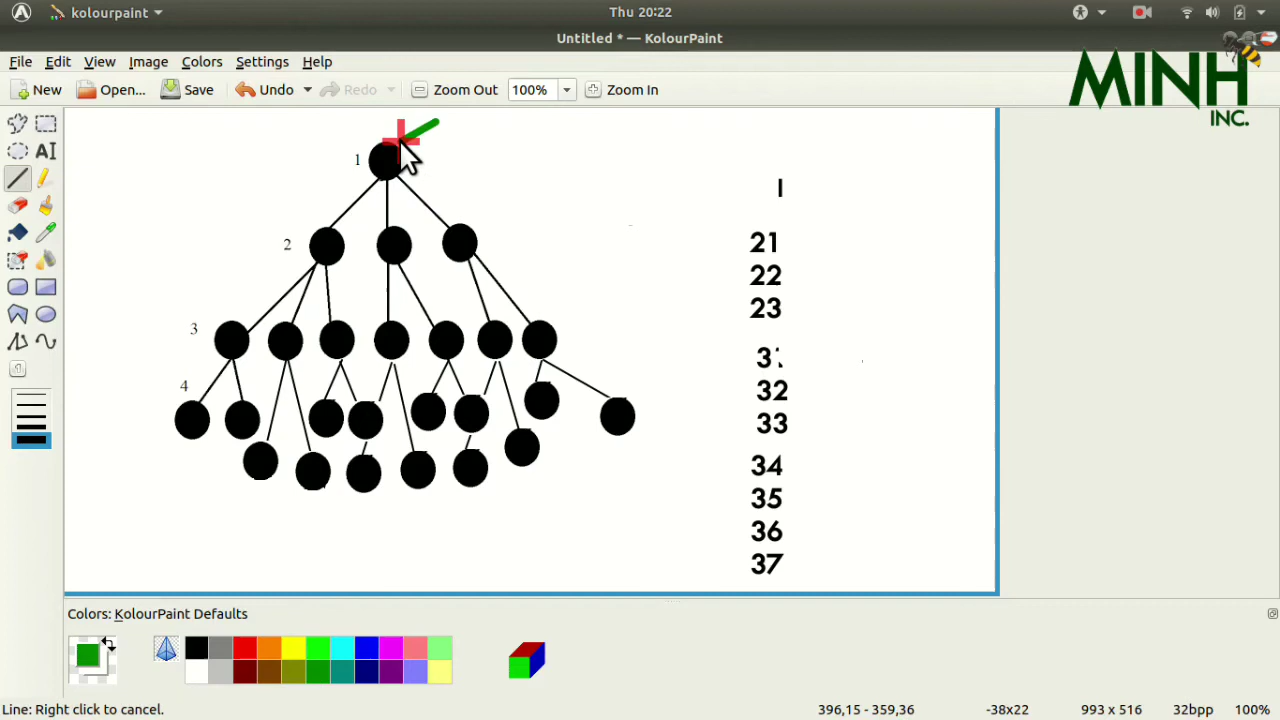 kolourpaint
Thu 20:22
Untitled * — KolourPaint
File Edit View Image Colors Settings Help
New Open... Save Undo Redo Zoom Out 100% Zoom In
MINH
INC.
1
2
3
4
I
21
22
23
32
33
34
35
36
37
Colors: KolourPaint Defaults
Line: Right click to cancel.
396,15 - 359,36
-38x22
993 x 516
32bpp
100%